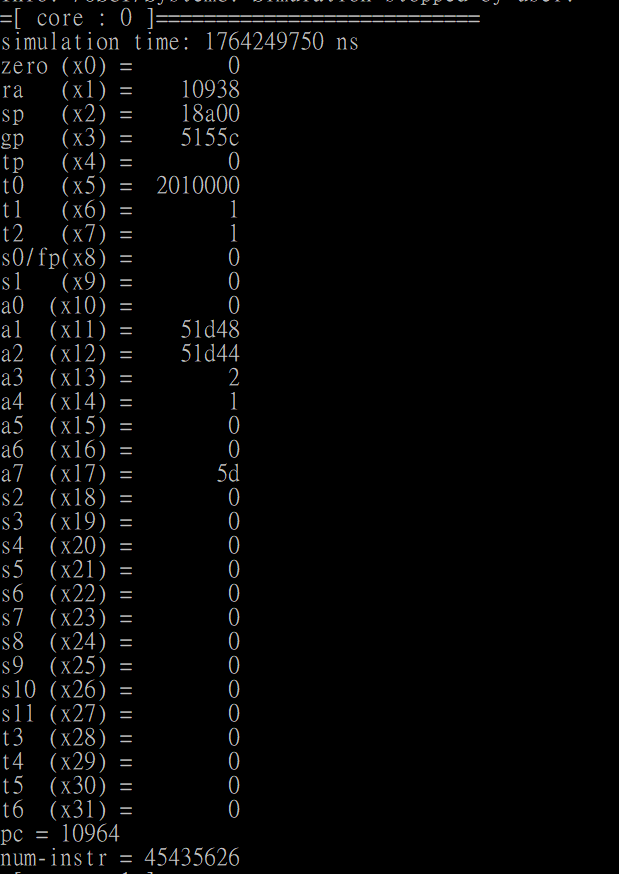 =[ core : 0 ]===========================
simulation time: 1764249750 ns
zero (x0) =        0
ra   (x1) =    10938
sp   (x2) =    18a00
gp   (x3) =    5155c
tp   (x4) =        0
t0   (x5) =  2010000
t1   (x6) =        1
t2   (x7) =        1
s0/fp(x8) =        0
s1   (x9) =        0
a0  (x10) =        0
a1  (x11) =    51d48
a2  (x12) =    51d44
a3  (x13) =        2
a4  (x14) =        1
a5  (x15) =        0
a6  (x16) =        0
a7  (x17) =       5d
s2  (x18) =        0
s3  (x19) =        0
s4  (x20) =        0
s5  (x21) =        0
s6  (x22) =        0
s7  (x23) =        0
s8  (x24) =        0
s9  (x25) =        0
s10 (x26) =        0
s11 (x27) =        0
t3  (x28) =        0
t4  (x29) =        0
t5  (x30) =        0
t6  (x31) =        0
pc = 10964
num-instr = 45435626